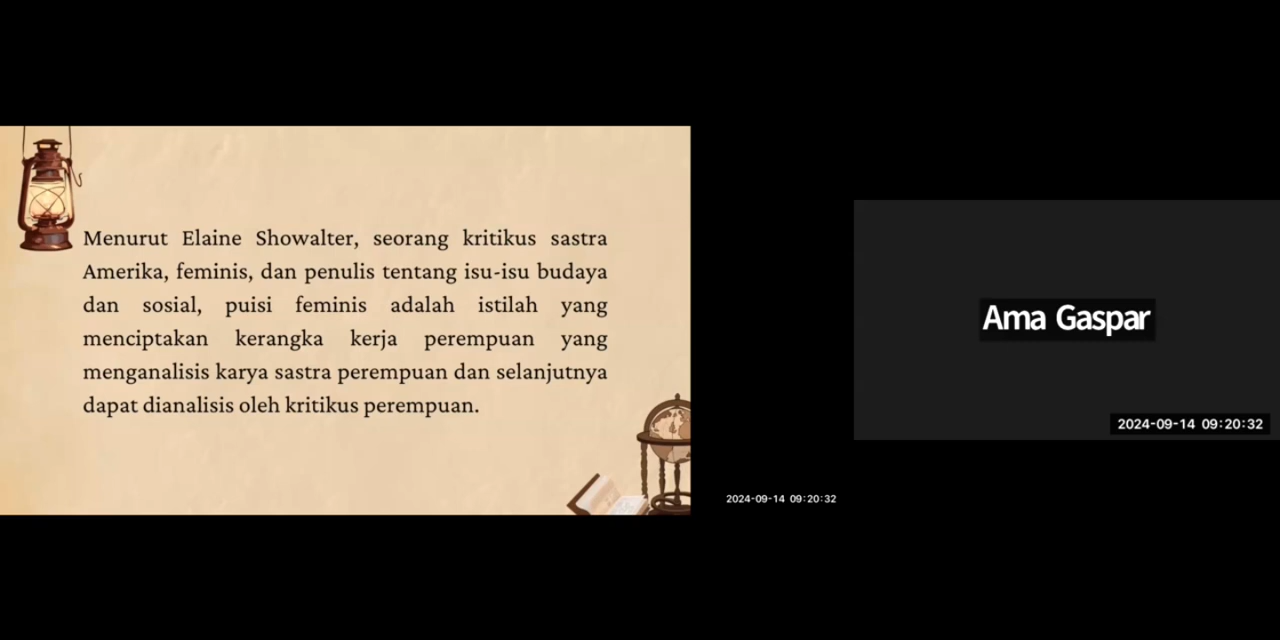 Menurut Elaine Showalter, seorang kritikus sastra
Amerika, feminis, dan penulis tentang isu-isu budaya
dan sosial, puisi feminis adalah istilah yang
menciptakan kerangka kerja perempuan yang
menganalisis karya sastra perempuan dan selanjutnya
dapat dianalisis oleh kritikus perempuan.
Ama Gaspar
2024-09-14 09:20:32
2024-09-14 09:20:32